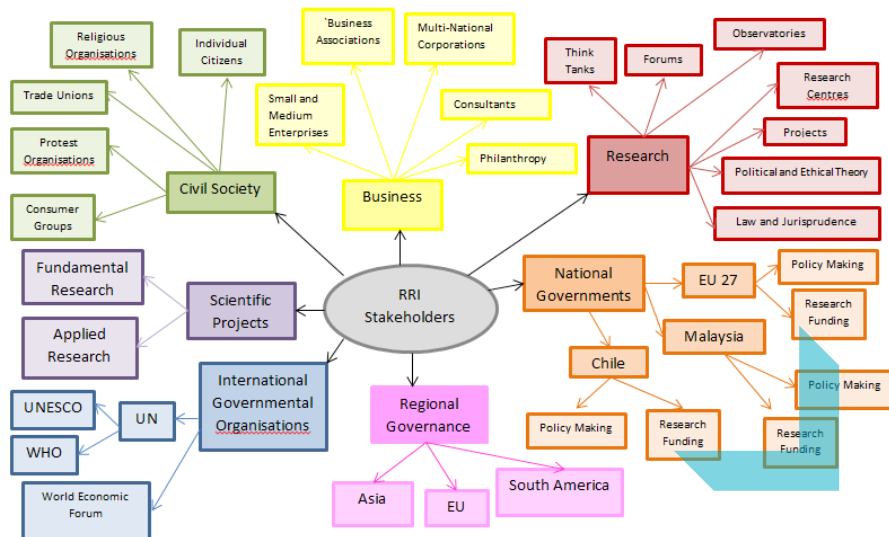 Religious
Organisations
Individual
Citizens
Trade Unions
Protest
Organisations
Consumer
Groups
Civil Society
`Business
Associations
Multi-National
Corporations
Small and
Medium
Enterprises
Consultants
Philanthropy
Business
Think
Tanks
Forums
Observatories
Research
Centres
Projects
Political and Ethical Theory
Law and Jurisprudence
Research
Fundamental
Research
Applied
Research
Scientific
Projects
RRI
Stakeholders
National
Governments
EU 27
Policy Making
Research
Funding
Malaysia
Policy Making
Research
Funding
Chile
Policy Making
Research
Funding
International
Governmental
Organisations
UN
UNESCO
WHO
World Economic
Forum
Regional
Governance
Asia
EU
South America